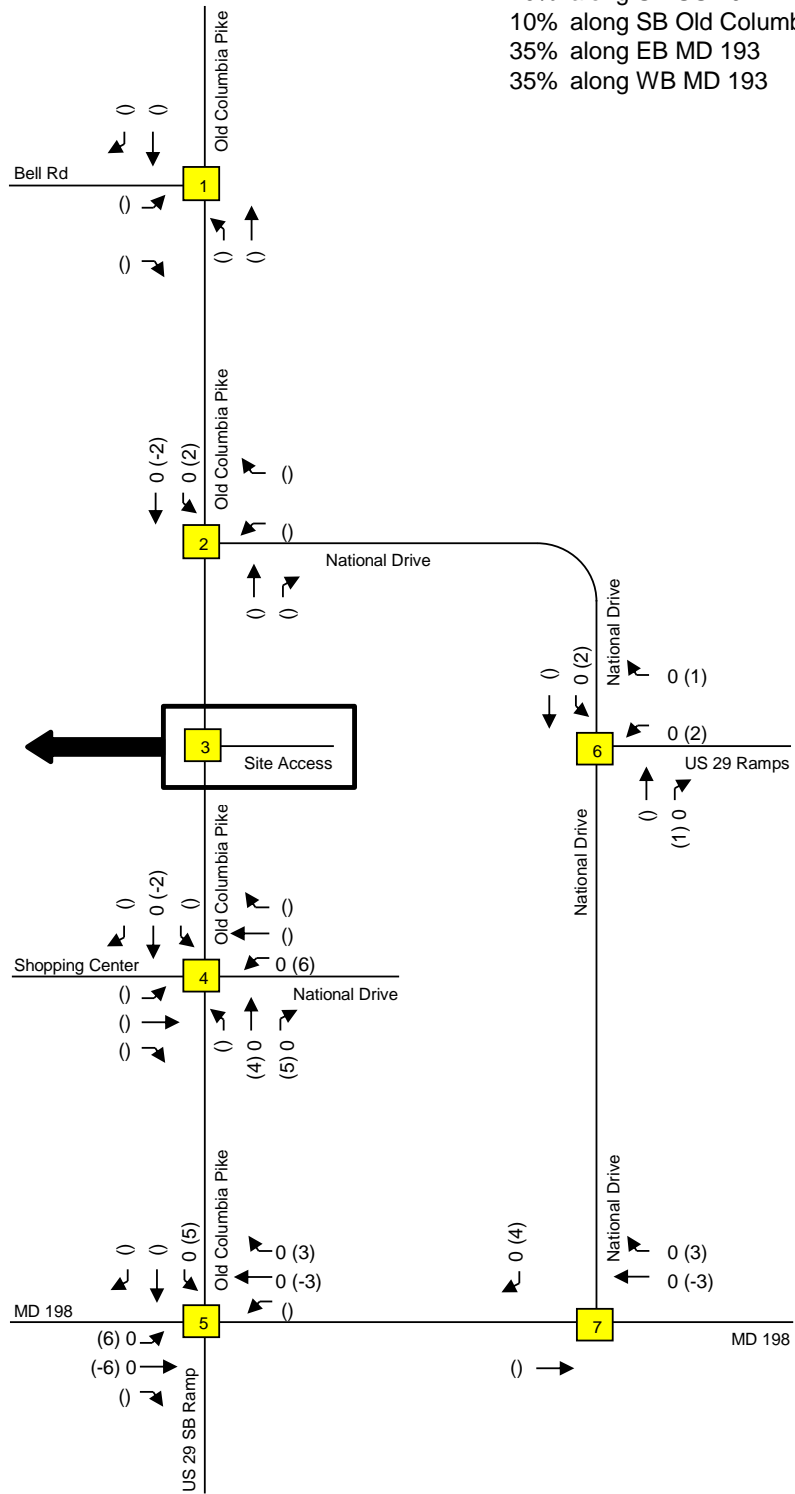 10% along SB Old Columb
35% along EB MD 193
35% along WB MD 193
Old Columbia Pike
() ()
Bell Rd
1
()
()
() ()
Old Columbia Pike
0 (-2) 0 (2)
()
()
2
National Drive
() ()
National Drive
() 0 (2)
0 (1)
0 (2)
3
Site Access
6
US 29 Ramps
() (1) 0
National Drive
Old Columbia Pike
() 0 (-2) ()
()
()
0 (6)
Shopping Center
4
National Drive
()
()
()
() (4) 0 (5) 0
Old Columbia Pike
() () 0 (5)
0 (3)
0 (-3)
()
National Drive
0 (4)
0 (3)
0 (-3)
MD 198
5
7
MD 198
(6) 0
(-6) 0
()
()
US 29 SB Ramp